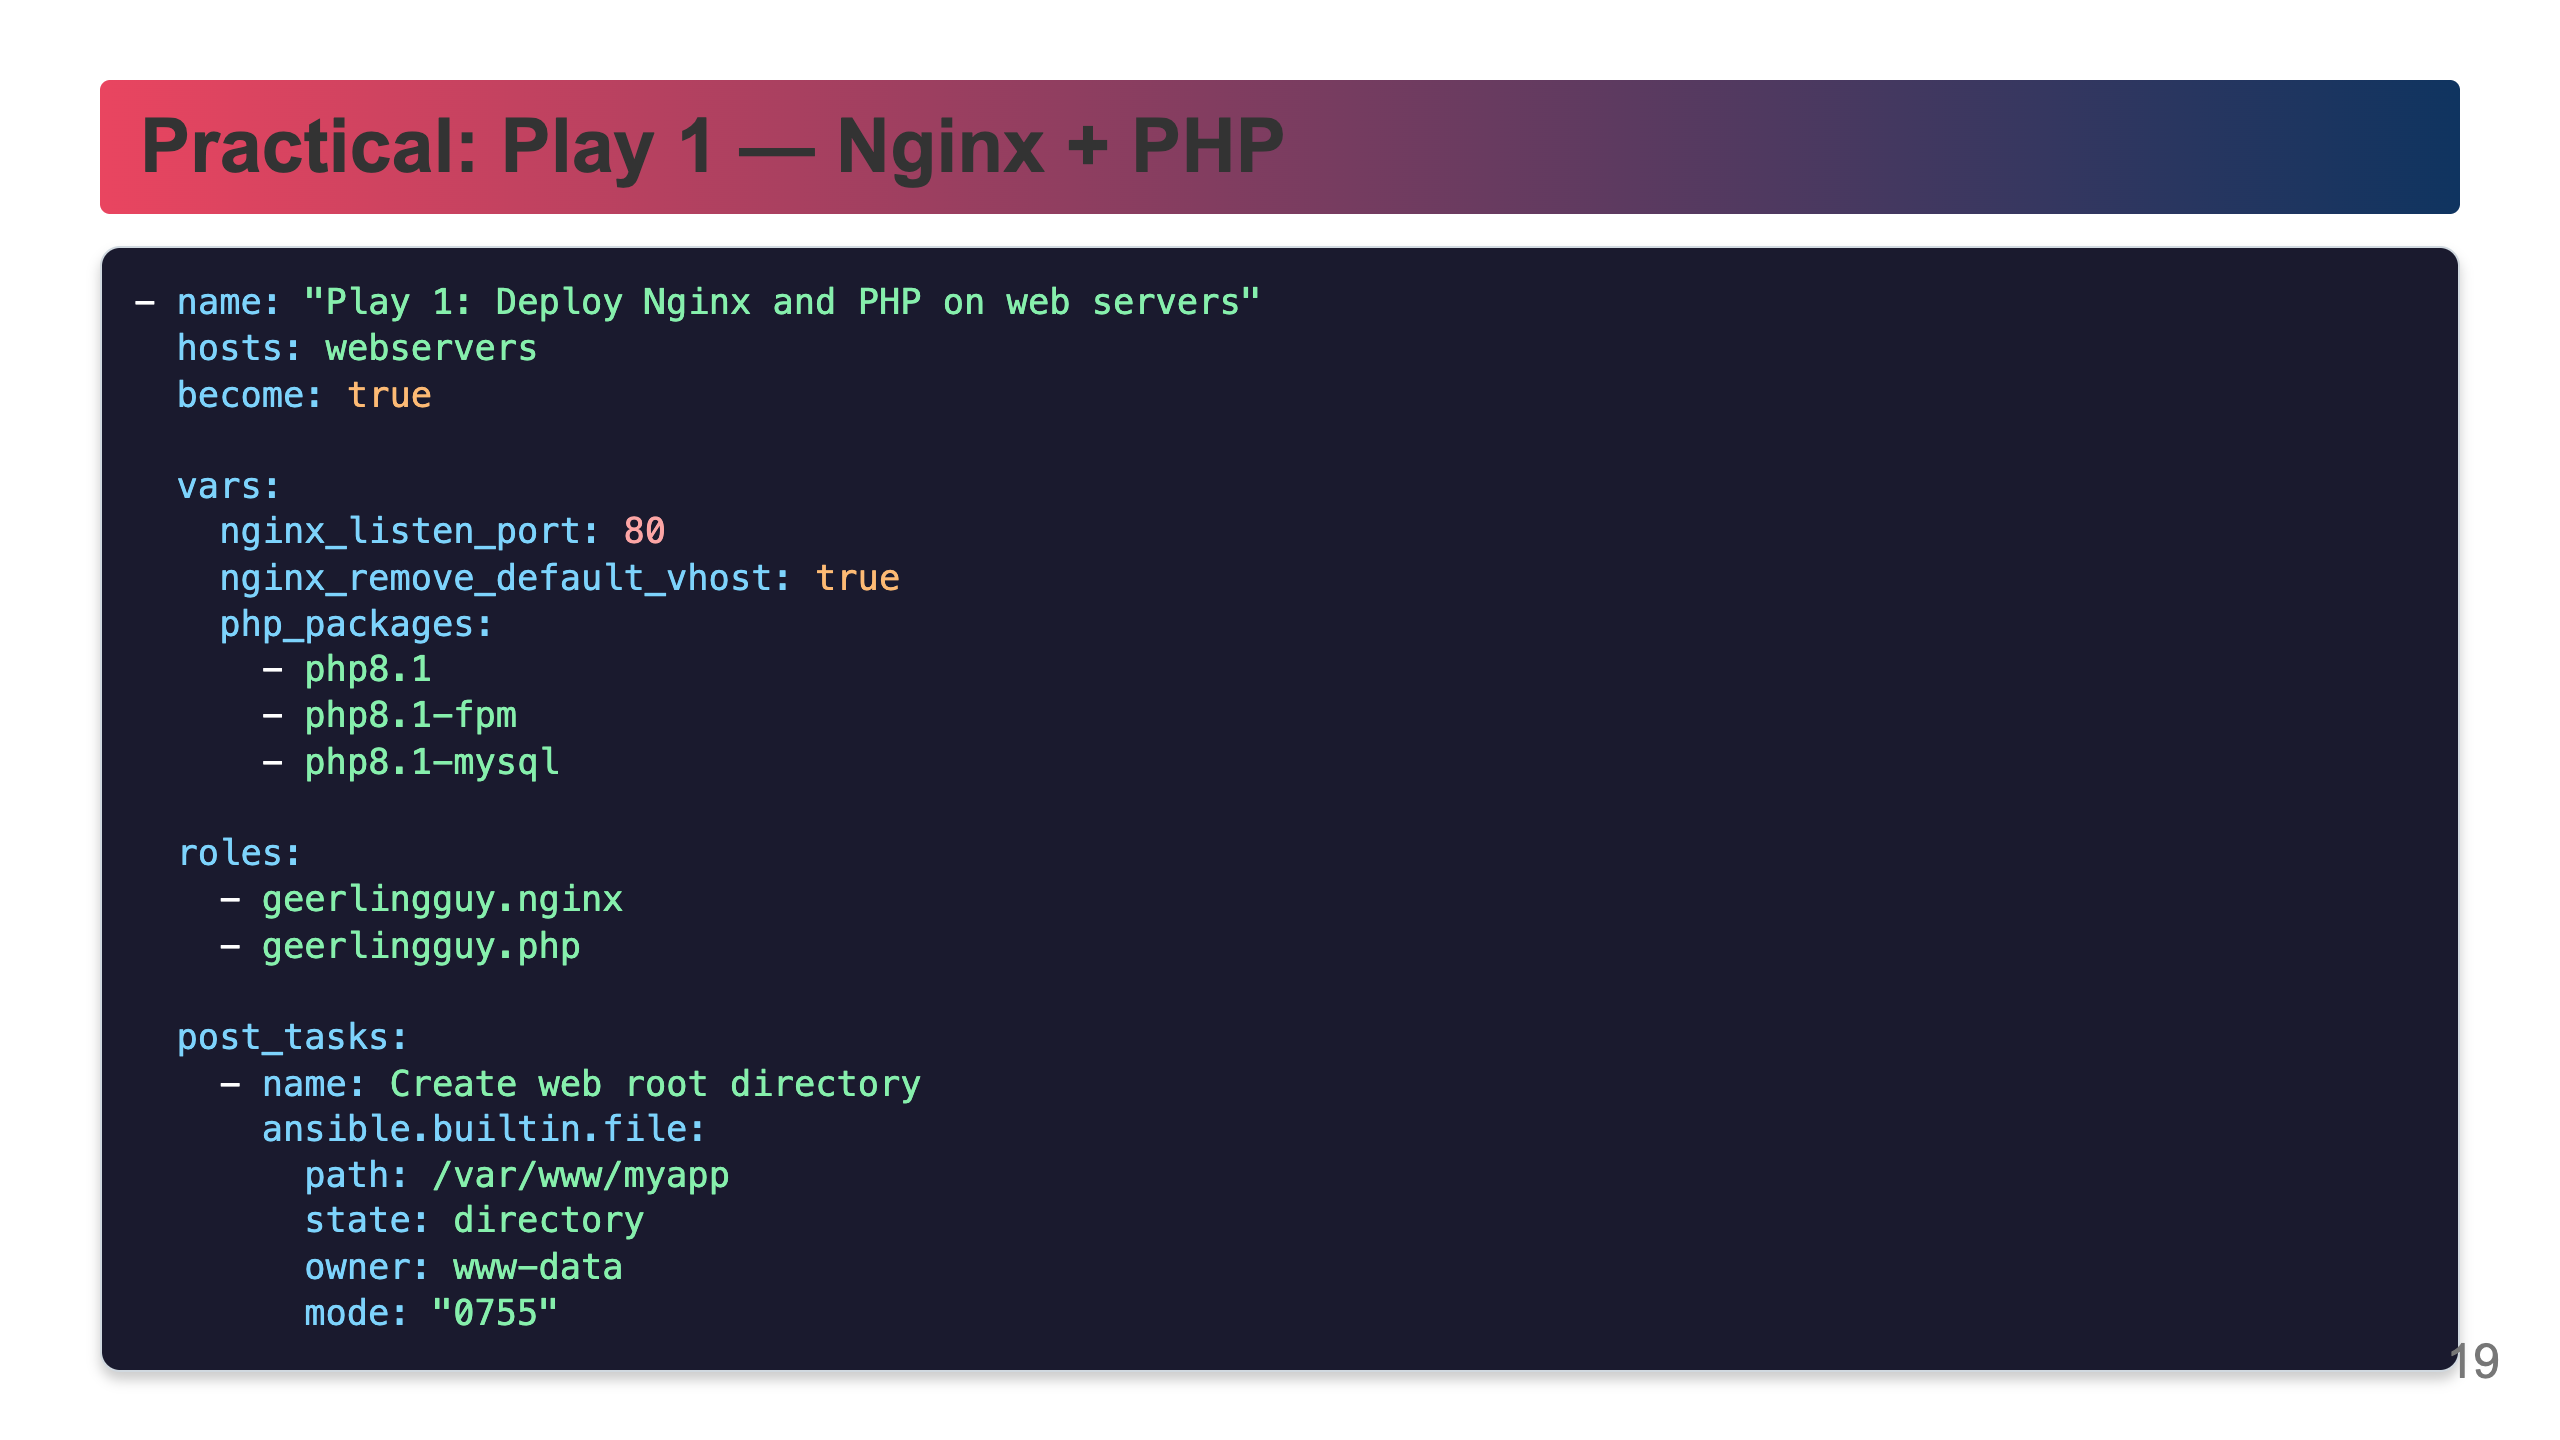 Practical: Play 1 — Nginx + PHP
- name: "Play 1: Deploy Nginx and PHP on web servers"
  hosts: webservers
  become: true

  vars:
    nginx_listen_port: 80
    nginx_remove_default_vhost: true
    php_packages:
      - php8.1
      - php8.1-fpm
      - php8.1-mysql

  roles:
    - geerlingguy.nginx
    - geerlingguy.php

  post_tasks:
    - name: Create web root directory
      ansible.builtin.file:
        path: /var/www/myapp
        state: directory
        owner: www-data
        mode: "0755"
19